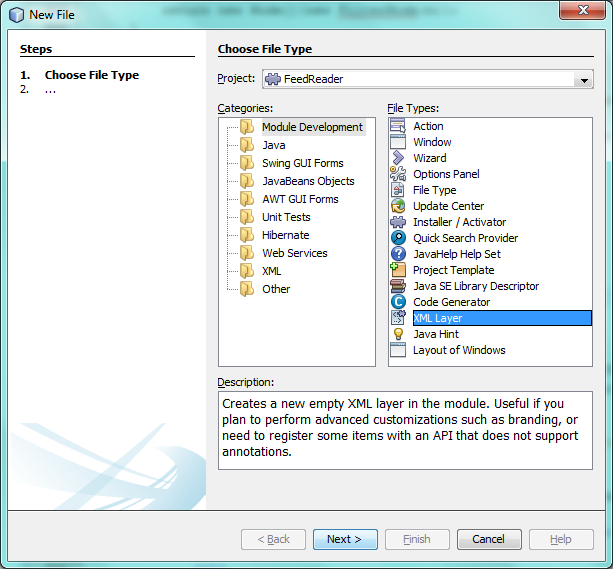 New File
Steps
1. Choose File Type
2. ...
Choose File Type
Project: FeedReader
Categories:
Module Development
Java
Swing GUI Forms
JavaBeans Objects
AWT GUI Forms
Unit Tests
Hibernate
Web Services
XML
Other
File Types:
Action
Window
Wizard
Options Panel
File Type
Update Center
Installer / Activator
Quick Search Provider
JavaHelp Help Set
Project Template
Java SE Library Descriptor
Code Generator
XML Layer
Java Hint
Layout of Windows
Description:
Creates a new empty XML layer in the module. Useful if you
plan to perform advanced customizations such as branding, or
need to register some items with an API that does not support
annotations.
< Back
Next >
Finish
Cancel
Help